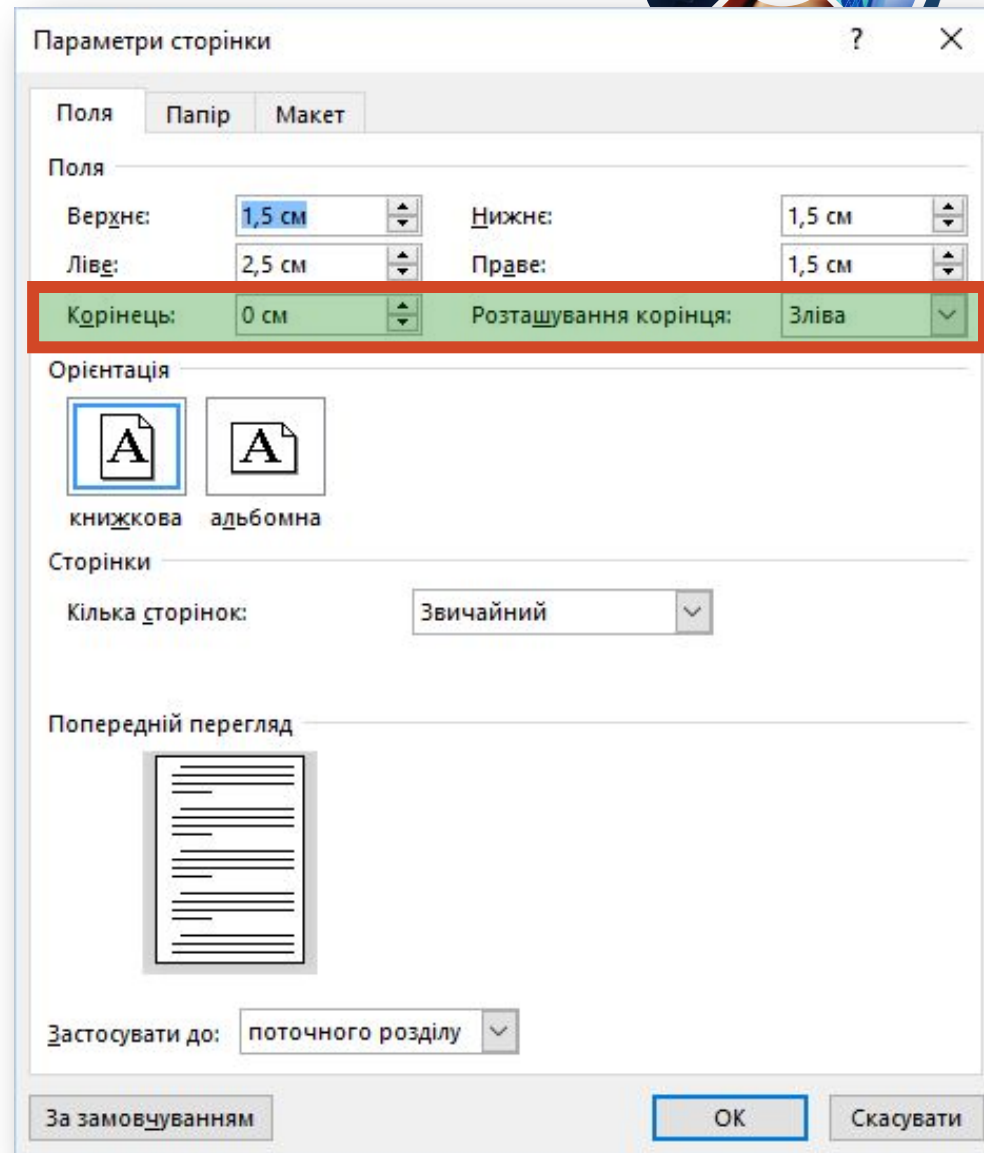 Параметри сторінки ?
Поля Папір Макет
Поля
Верхнє: 1,5 см Нижнє: 1,5 см
Ліве: 2,5 см Праве: 1,5 см
Корінець: 0 см Розташування корінця: Зліва
Орієнтація
A A
книжкова альбомна
Сторінки
Кілька сторінок: Звичайний
Попередній перегляд
Застосувати до: поточного розділу
За замовчуванням ОК Скасувати